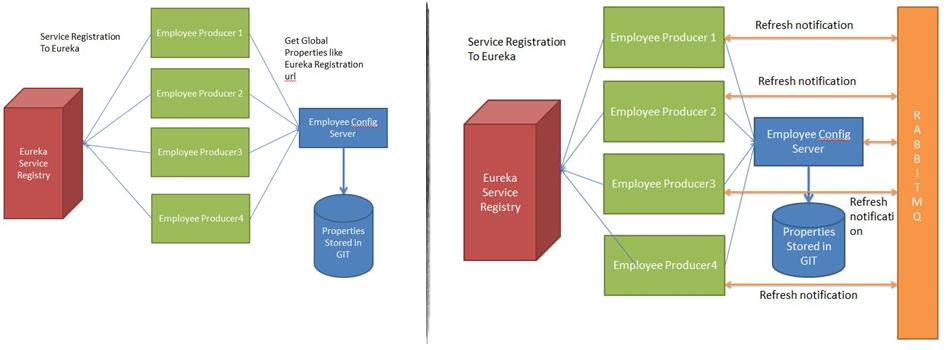 Service Registration
To Eureka
Employee Producer 1
Get Global
Properties like
Eureka Registration
url
Employee Producer 2
Employee Producer3
Employee Producer4
Eureka
Service
Registry
Employee Config
Server
Properties
Stored in
GIT
Service Registration
To Eureka
Employee Producer 1
Employee Producer 2
Employee Producer3
Employee Producer4
Eureka
Service
Registry
Employee Config
Server
Properties
Stored in
GIT
Refresh notification
Refresh notification
Refresh
notificati
on
Refresh notification
RABBITMQ